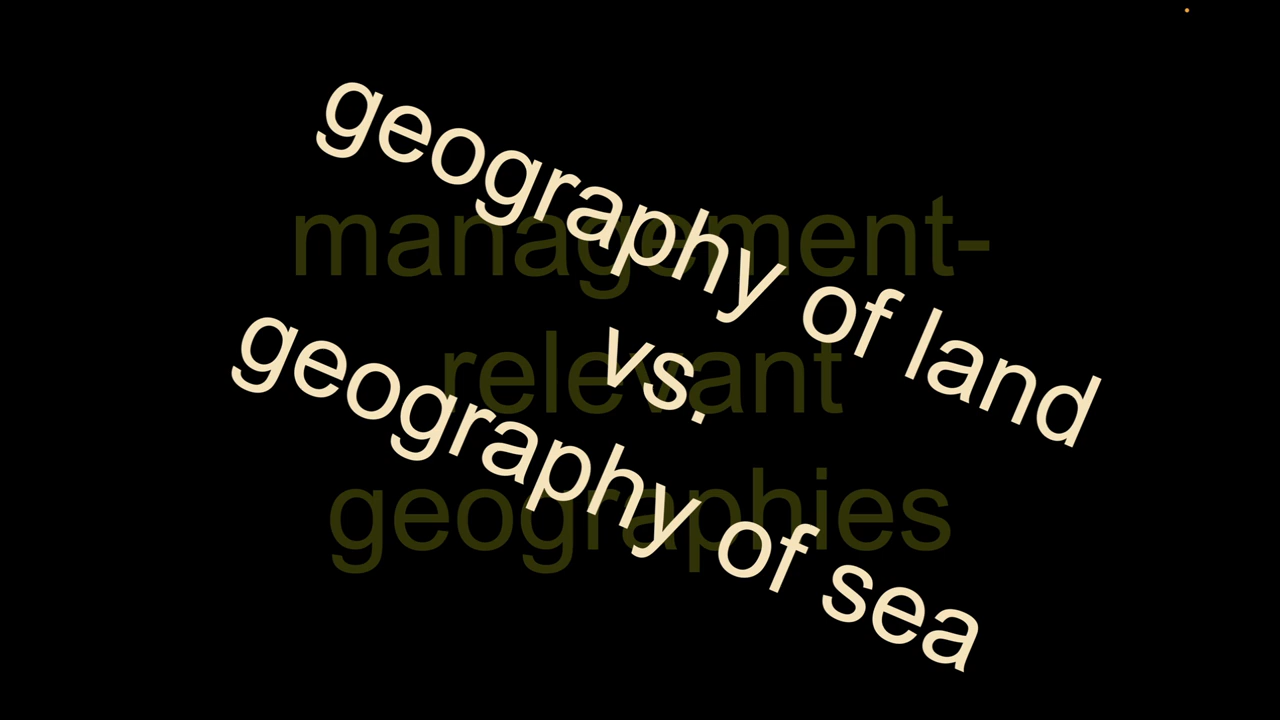 geography of land
vs.
geography of sea
management-
relevant
geographies